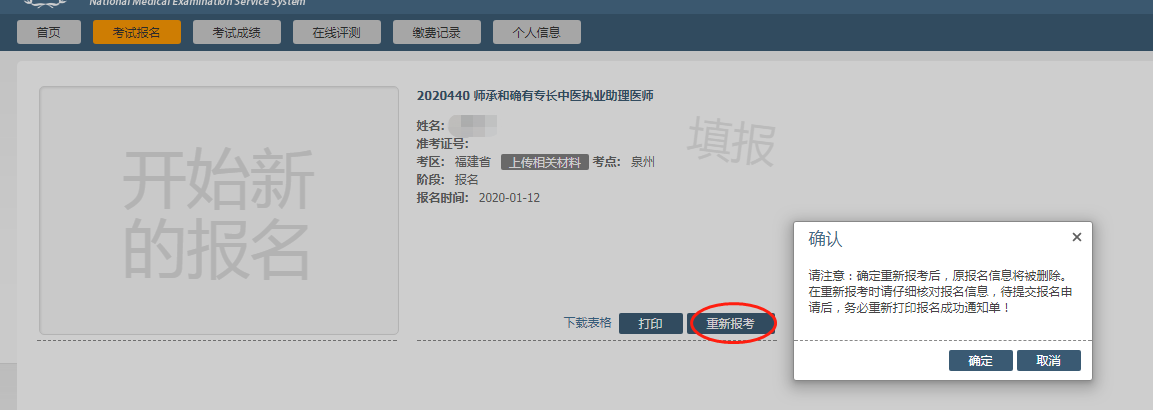 National Medical Examination Service System
首页 考试报名 考试成绩 在线评测 缴费记录 个人信息
开始新
的报名
2020440 师承和确有专长中医执业助理医师
姓名:
准考证号:
考区: 福建省 上传相关材料 考点: 泉州
阶段: 报名
报名时间: 2020-01-12
填报
下载表格 打印 重新报考
确认 ×
请注意：确定重新报考后，原报名信息将被删除。
在重新报考时请仔细核对报名信息，待提交报名申
请后，务必重新打印报名成功通知单！
确定 取消